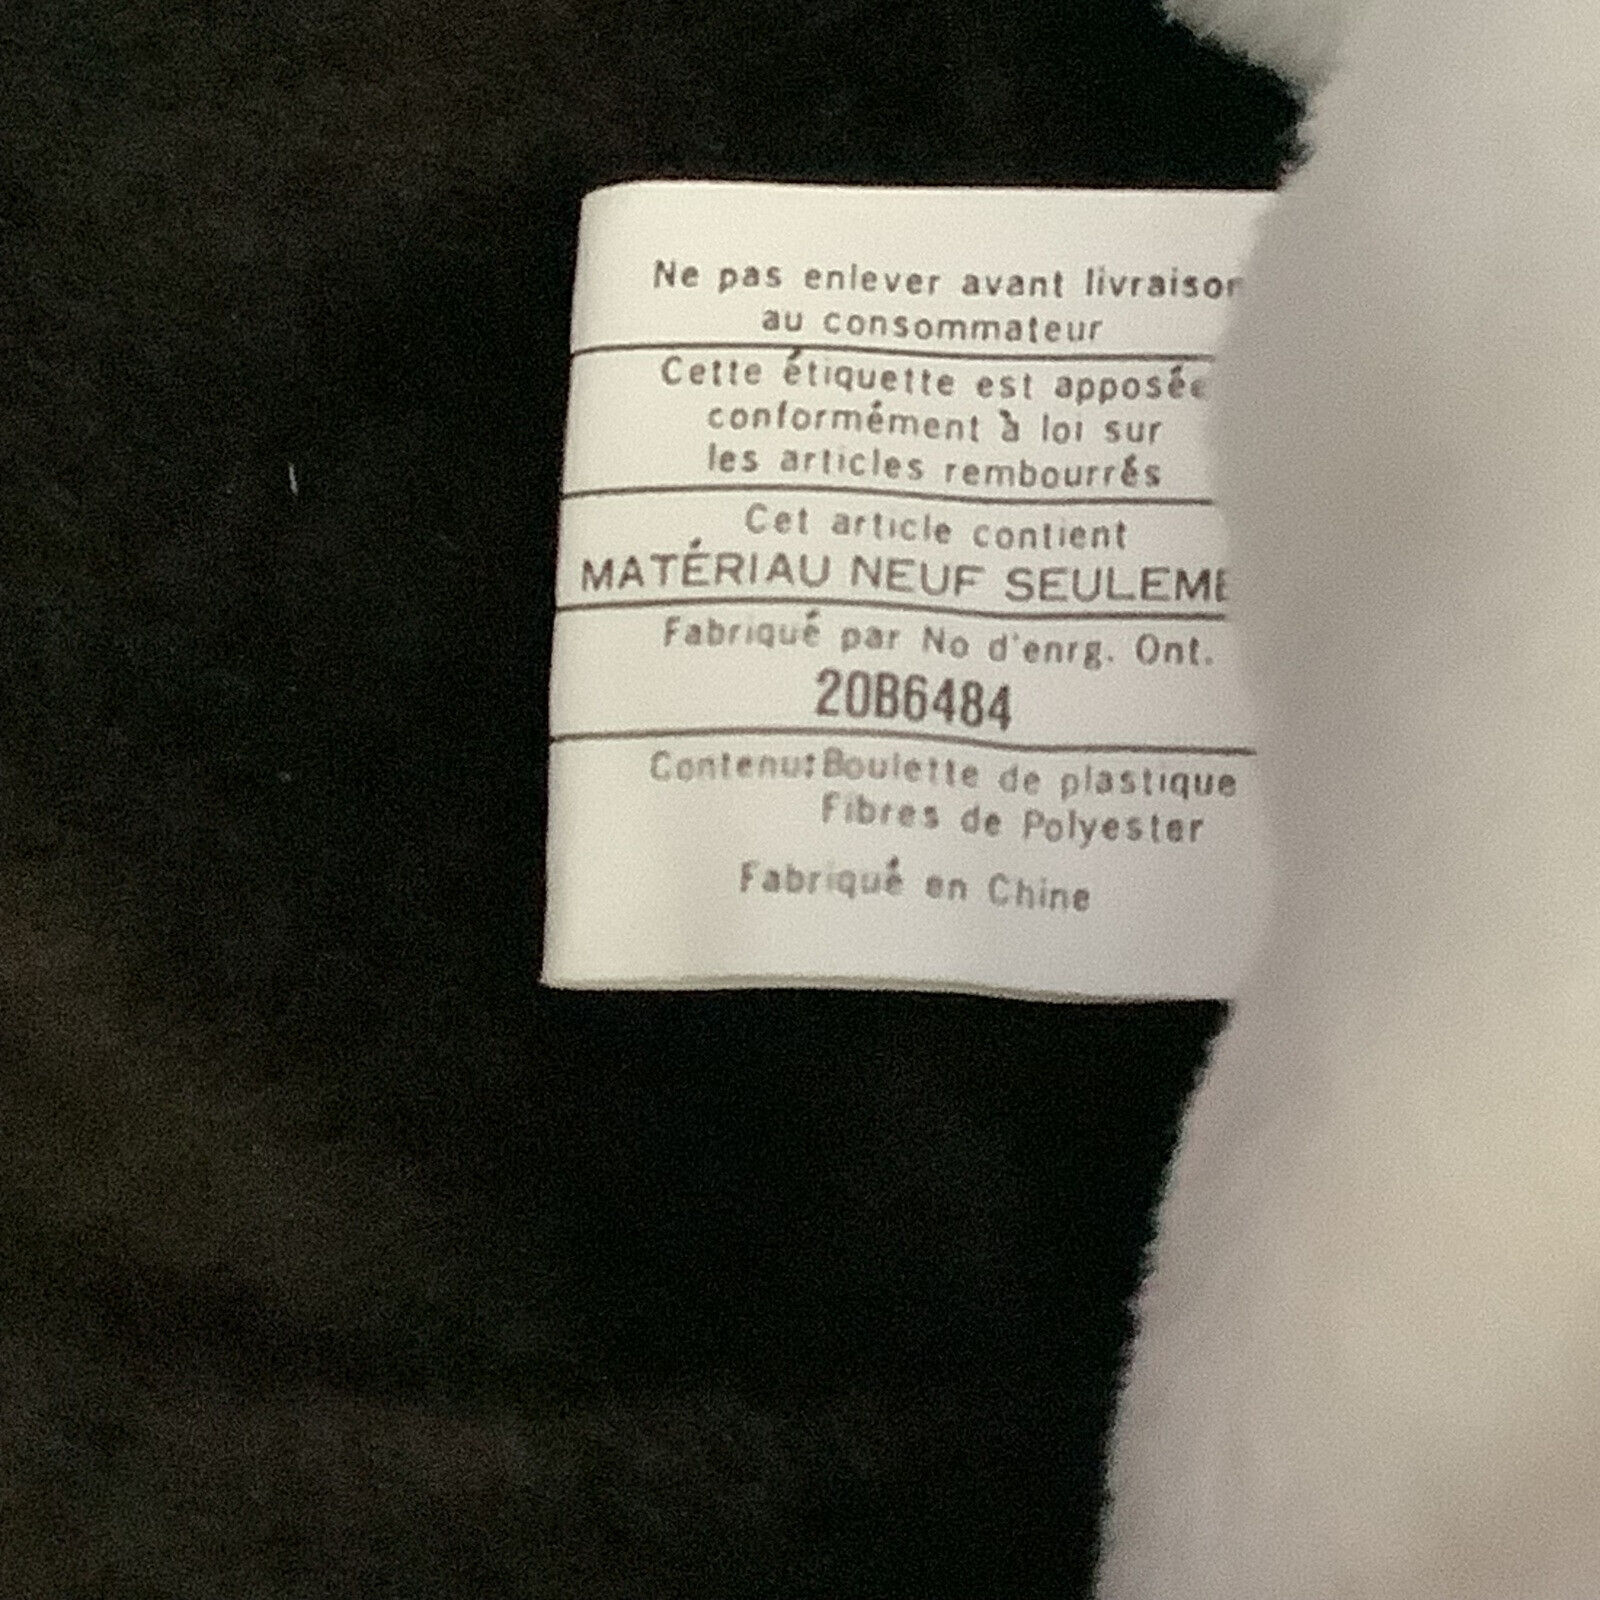 Ne pas enlever avant livraison
au consommateur
Cette étiquette est apposée
conformément à loi sur
les articles rembourrés
Cet article contient
MATÉRIAU NEUF SEULEME
Fabriqué par No d'enrg. Ont.
20B6484
Contenu:Boulette de plastique
Fibres de Polyester
Fabriqué en Chine